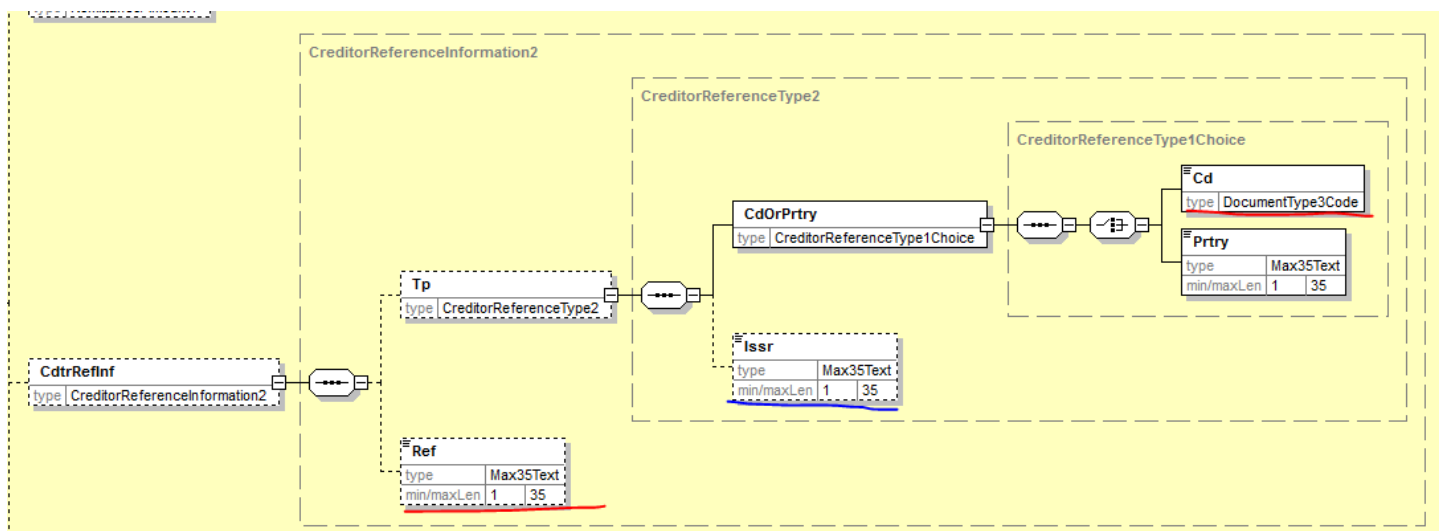 CreditorReferenceInformation2
CreditorReferenceType2
CreditorReferenceType1Choice
Cd
type DocumentType3Code
CdOrPrtry
type CreditorReferenceType1Choice
Prtry
type Max35Text
min/maxLen 1 35
Tp
type CreditorReferenceType2
Issr
type Max35Text
min/maxLen 1 35
CdtrRefInf
type CreditorReferenceInformation2
Ref
type Max35Text
min/maxLen 1 35